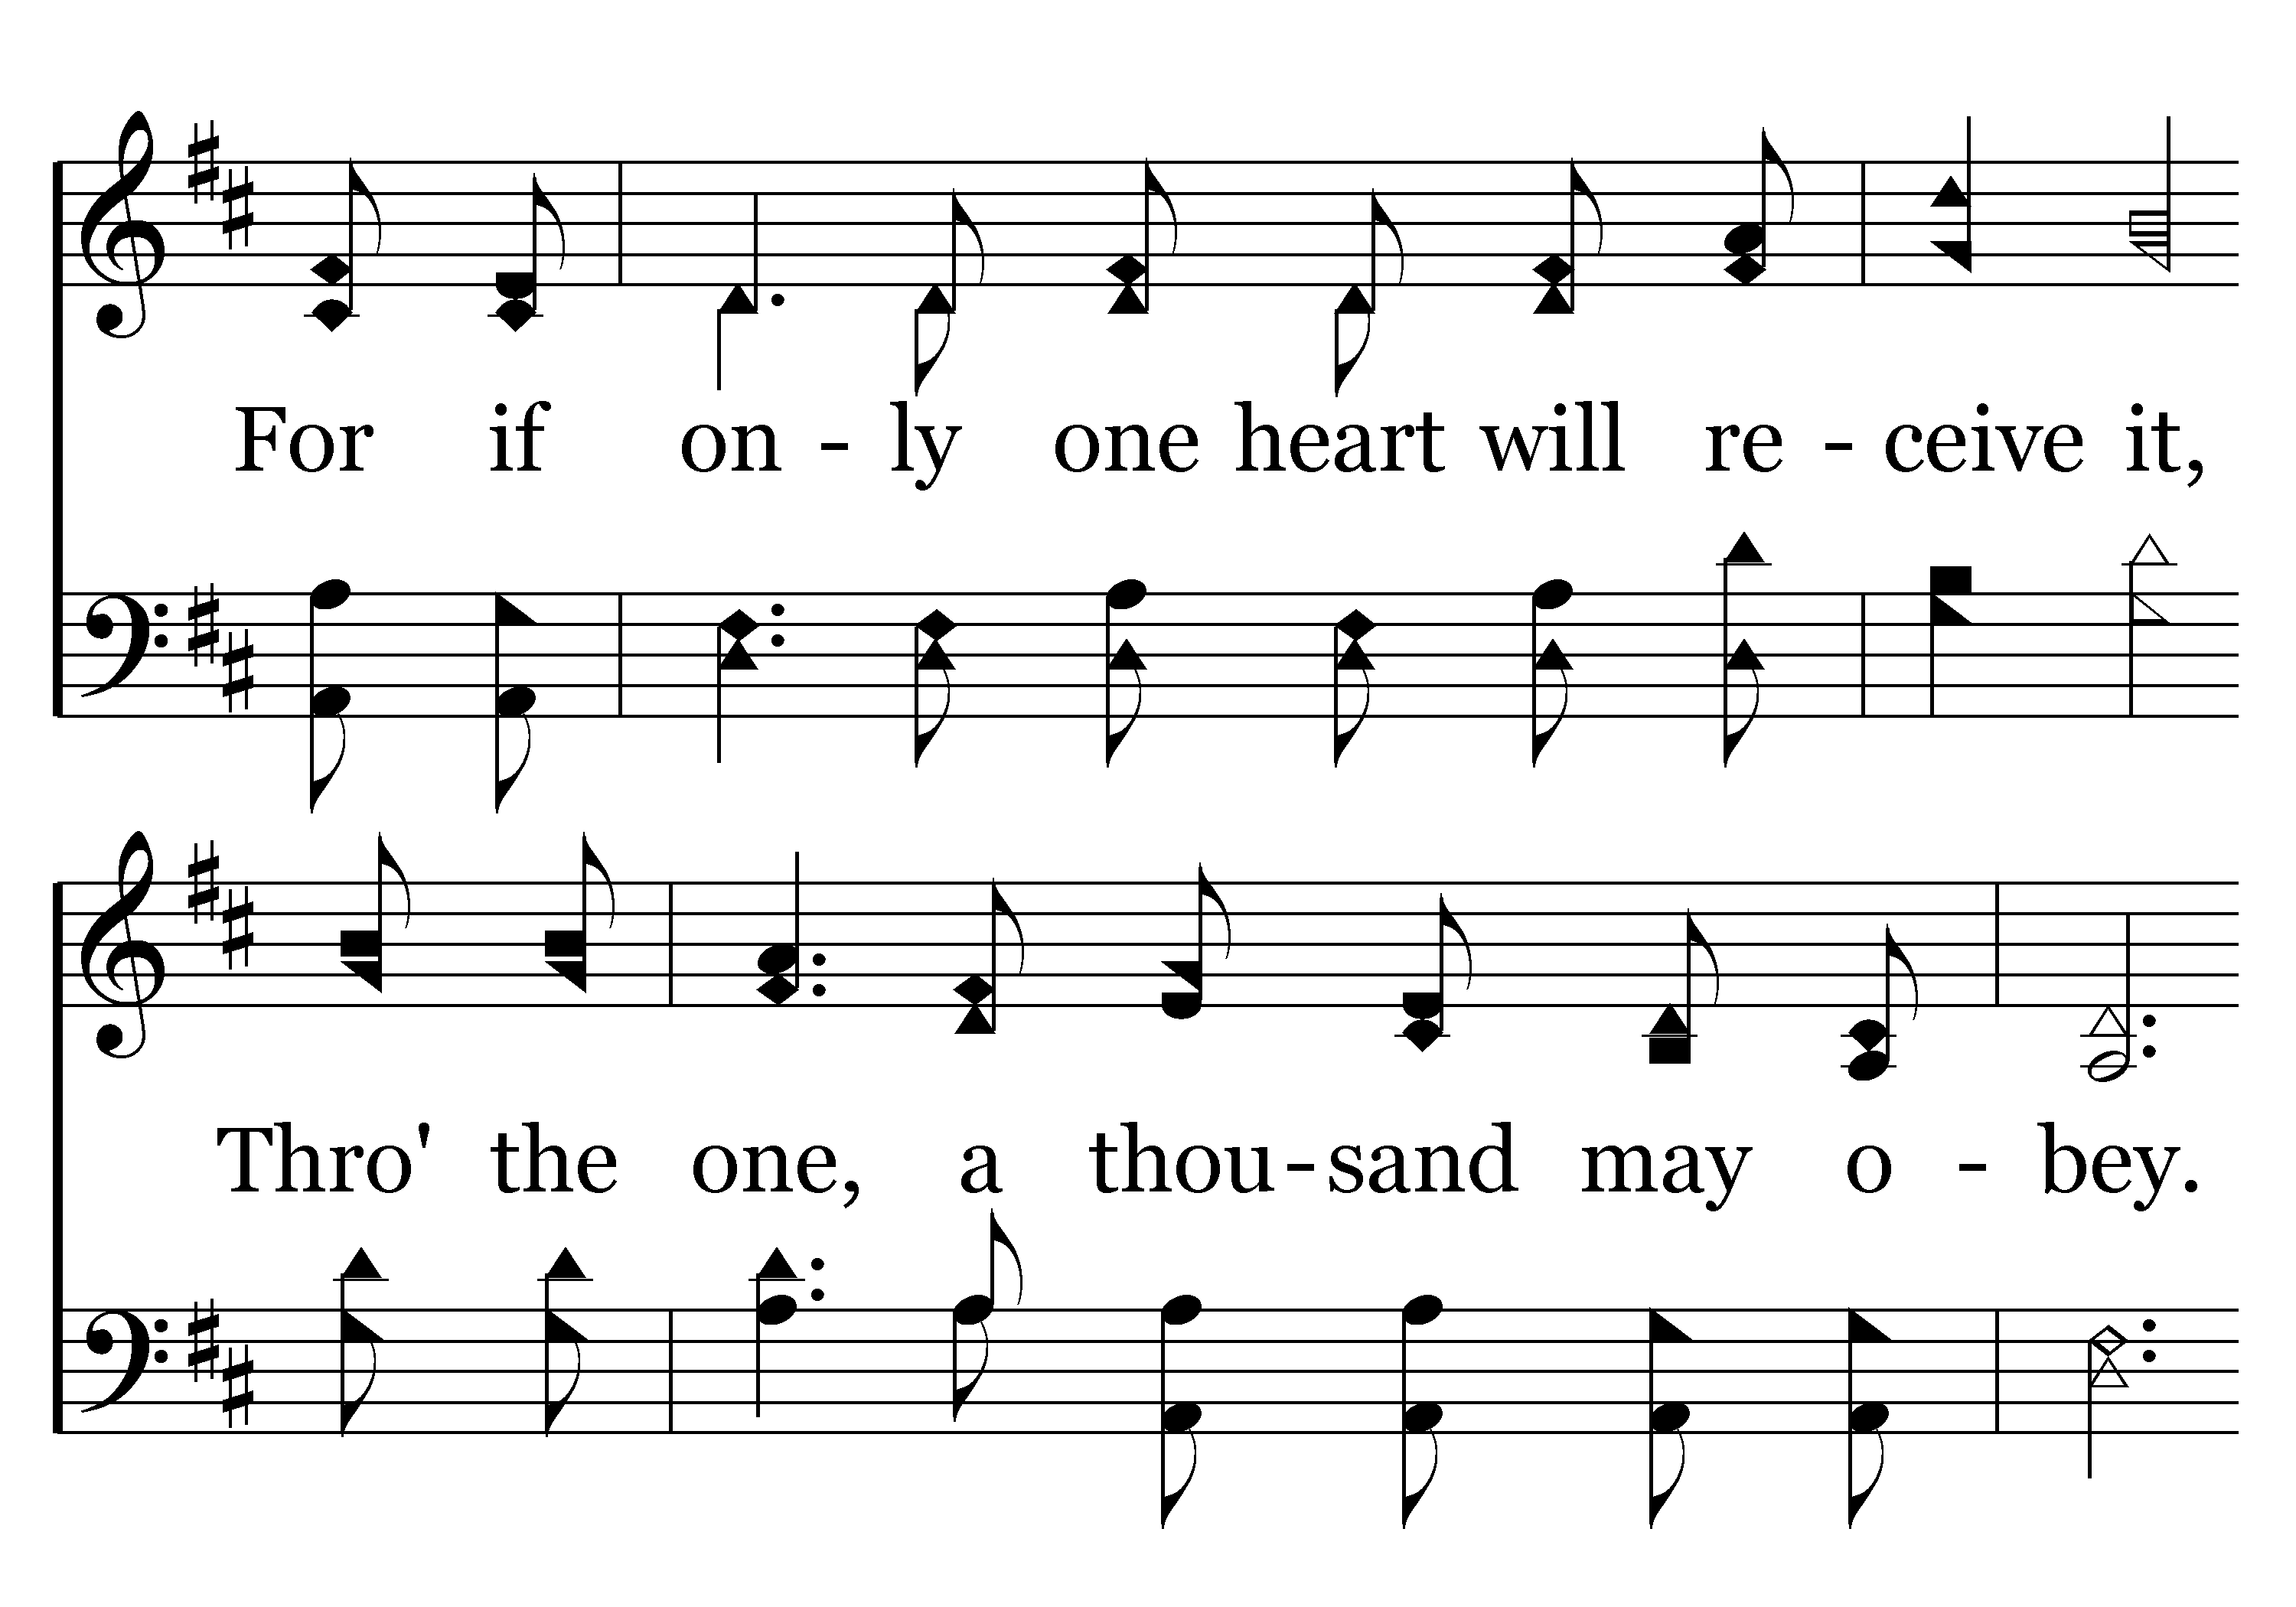 For if on - ly one heart will re - ceive it,
Thro' the one, a thou - sand may o - bey.